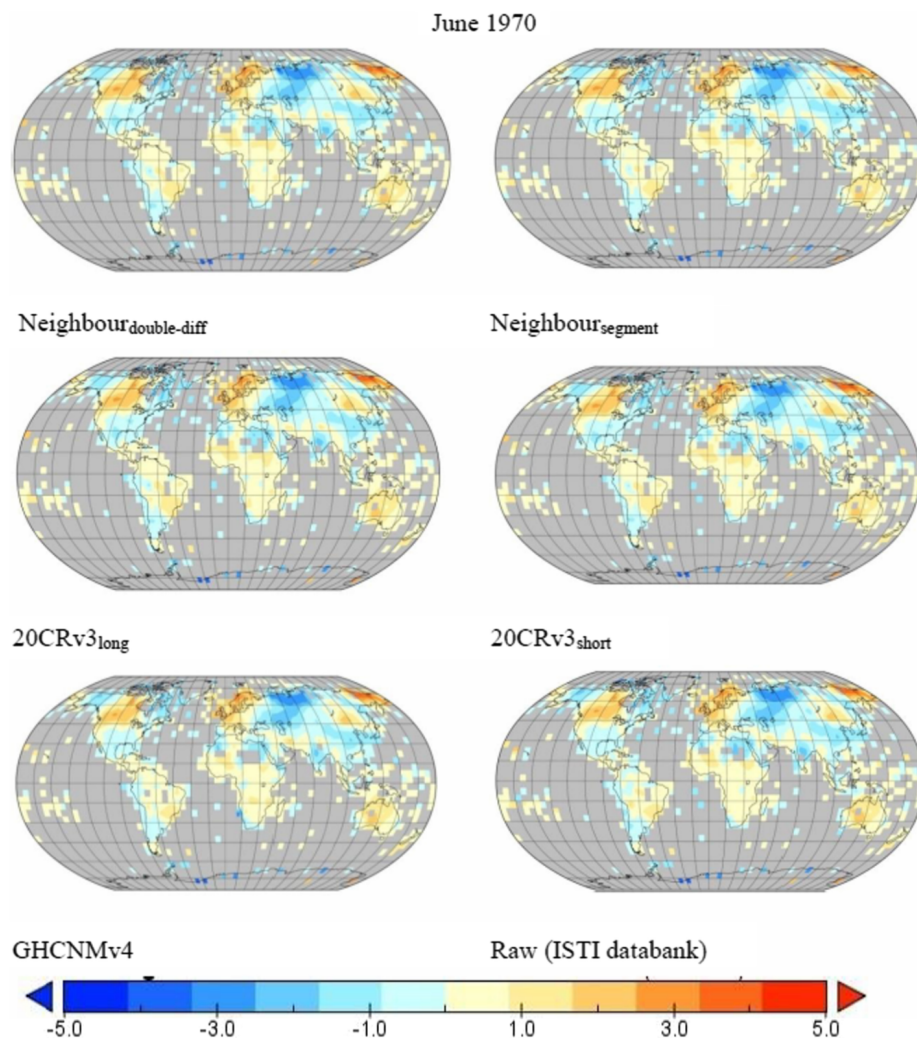 June 1970
Neighbourdouble-diff
Neighboursegment
20CRv3long
20CRv3short
GHCNMv4
Raw (ISTI databank)
-5.0 -3.0 -1.0 1.0 3.0 5.0